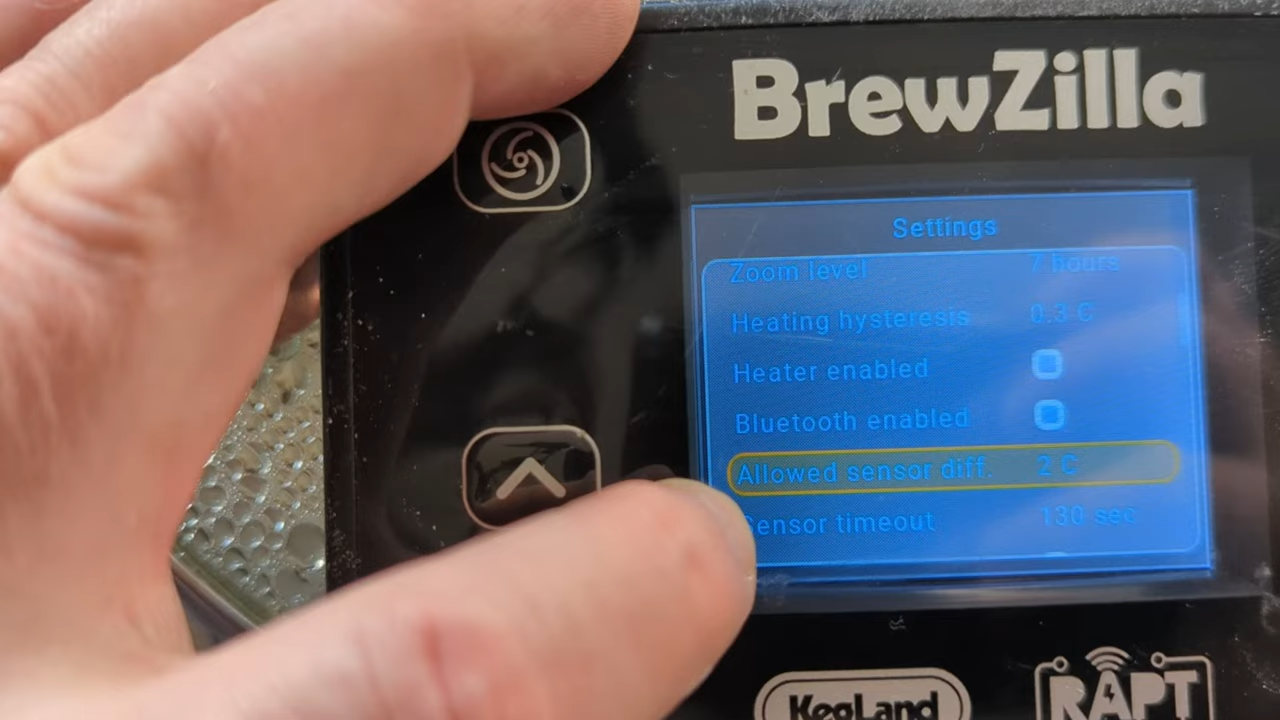 BrewZilla
Settings
Zoom level 7 hours
Heating hysteresis 0.3 C
Heater enabled
Bluetooth enabled
Allowed sensor diff. 2 C
Sensor timeout 130 sec
KegLand
RAPT